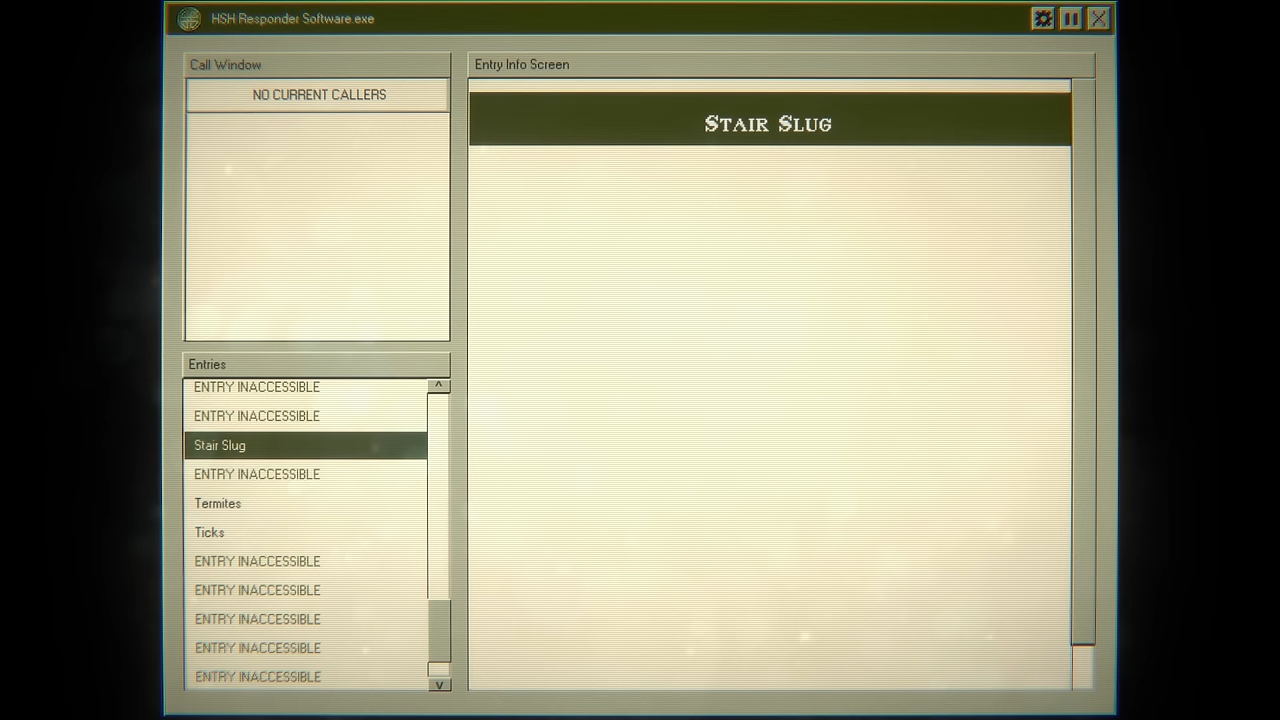 HSH Responder Software.exe
Call Window
NO CURRENT CALLERS
Entry Info Screen
Stair Slug
Entries
ENTRY INACCESSIBLE
ENTRY INACCESSIBLE
Stair Slug
ENTRY INACCESSIBLE
Termites
Ticks
ENTRY INACCESSIBLE
ENTRY INACCESSIBLE
ENTRY INACCESSIBLE
ENTRY INACCESSIBLE
ENTRY INACCESSIBLE